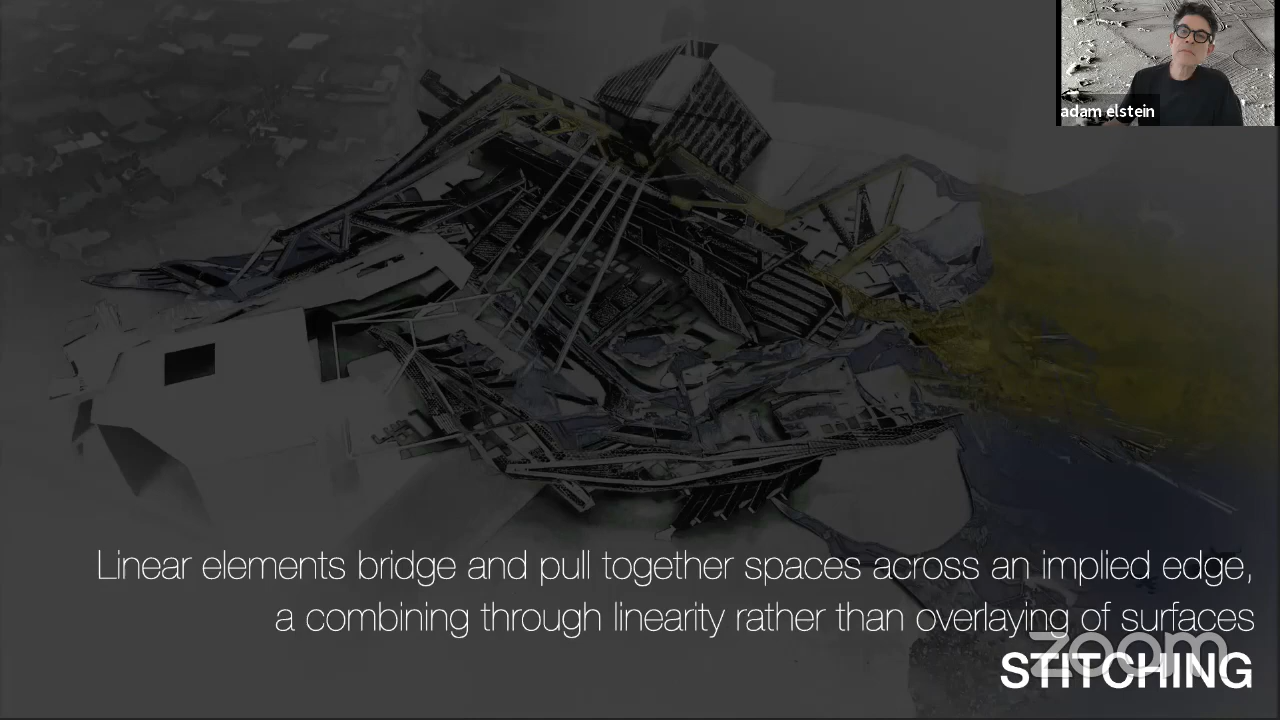 adam elstein
Linear elements bridge and pull together spaces across an implied edge,
a combining through linearity rather than overlaying of surfaces
zoom
STITCHING